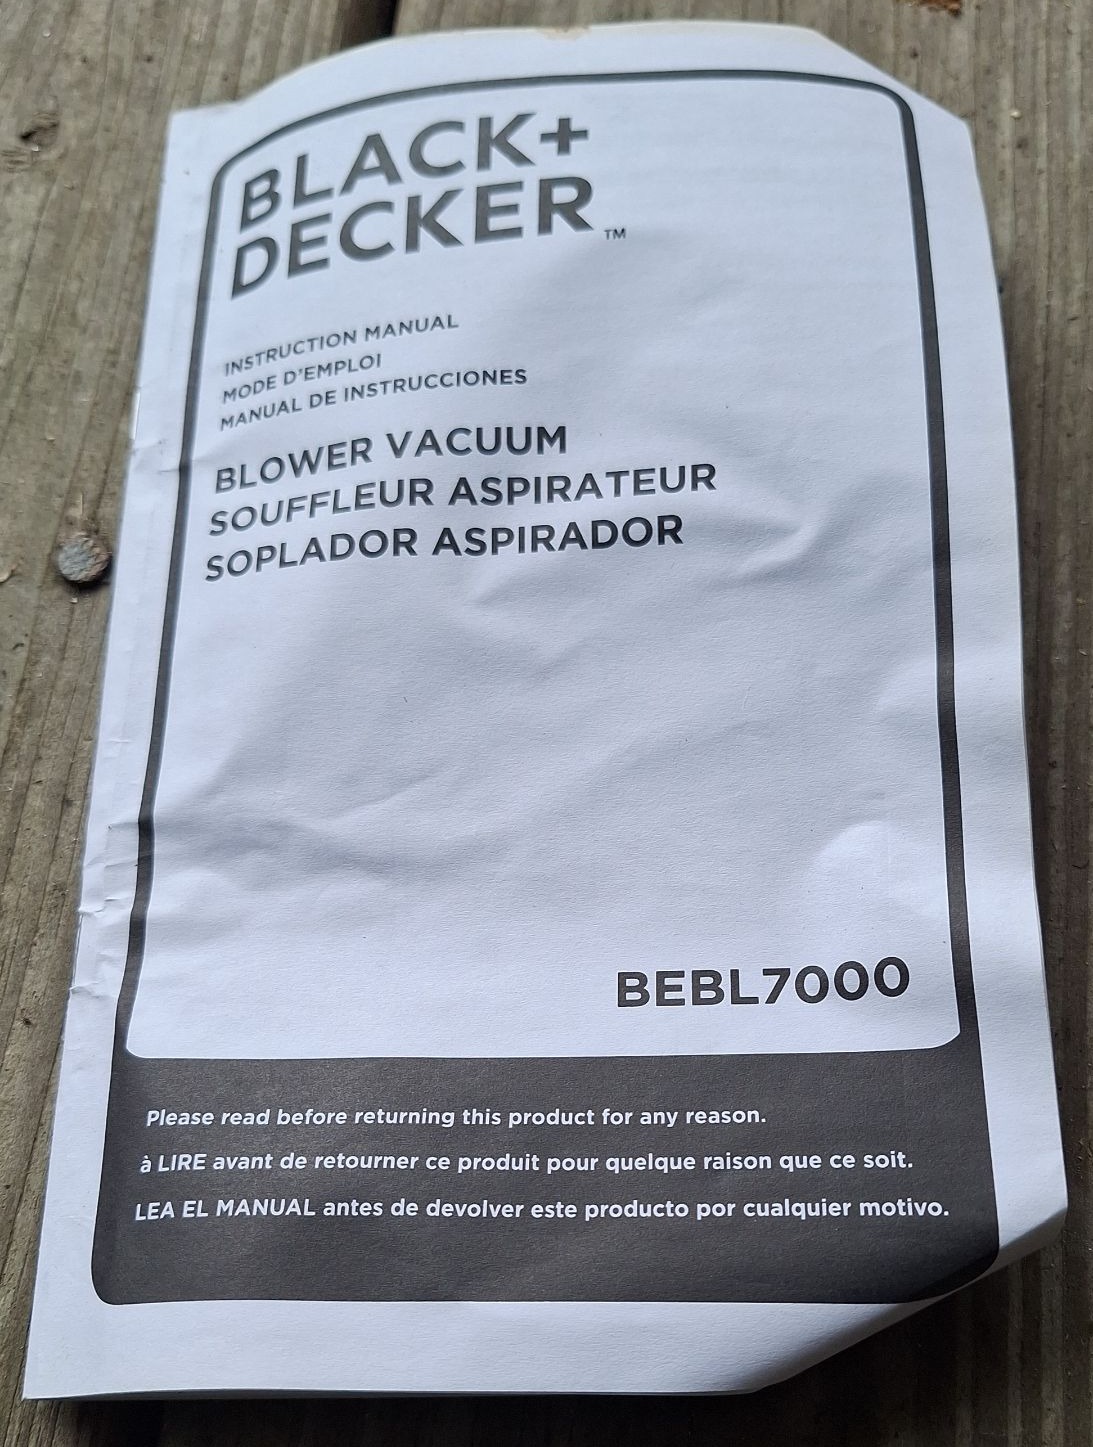 BLACK+
DECKER™
INSTRUCTION MANUAL
MODE D'EMPLOI
MANUAL DE INSTRUCCIONES
BLOWER VACUUM
SOUFFLEUR ASPIRATEUR
SOPLADOR ASPIRADOR
BEBL7000
Please read before returning this product for any reason.
à LIRE avant de retourner ce produit pour quelque raison que ce soit.
LEA EL MANUAL antes de devolver este producto por cualquier motivo.